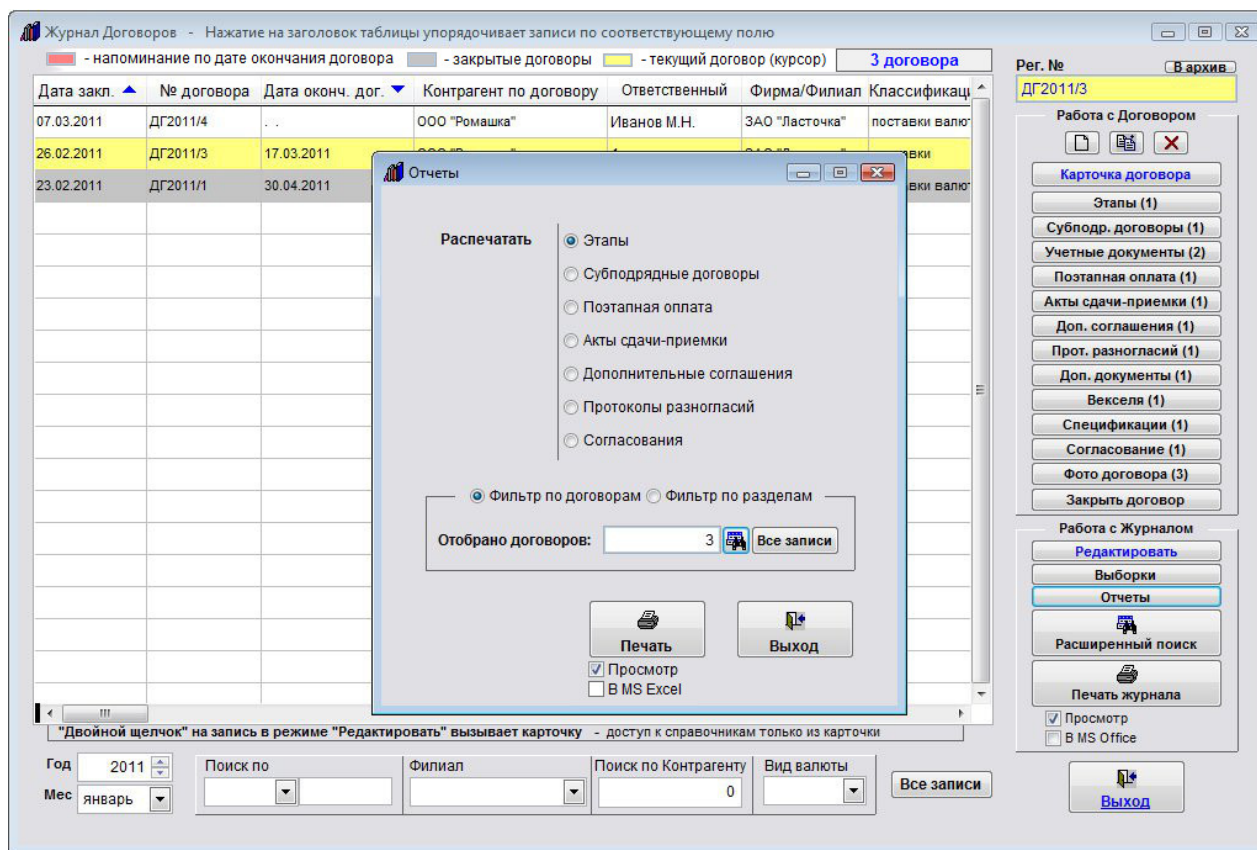 Журнал Договоров - Нажатие на заголовок таблицы упорядочивает записи по соответствующему полю
- напоминание по дате окончания договора - закрытые договоры - текущий договор (курсор) 3 договора
Дата закл. № договора Дата оконч. дог. Контрагент по договору Ответственный Фирма/Филиал Классификаци
07.03.2011 ДГ2011/4 . . ООО "Ромашка" Иванов М.Н. ЗАО "Ласточка" поставки валют
26.02.2011 ДГ2011/3 17.03.2011
23.02.2011 ДГ2011/1 30.04.2011
Отчеты
Распечатать
Этапы
Субподрядные договоры
Поэтапная оплата
Акты сдачи-приемки
Дополнительные соглашения
Протоколы разногласий
Согласования
Фильтр по договорам Фильтр по разделам
Отобрано договоров: 3 Все записи
Печать Выход
Просмотр
В MS Excel
"Двойной щелчок" на запись в режиме "Редактировать" вызывает карточку - доступ к справочникам только из карточки
Год 2011 Поиск по Филиал Поиск по Контрагенту Вид валюты
Мес январь 0 Все записи
Рег. № В архив
ДГ2011/3
Работа с Договором
Карточка договора
Этапы (1)
Субподр. договоры (1)
Учетные документы (2)
Поэтапная оплата (1)
Акты сдачи-приемки (1)
Доп. соглашения (1)
Прот. разногласий (1)
Доп. документы (1)
Векселя (1)
Спецификации (1)
Согласование (1)
Фото договора (3)
Закрыть договор
Работа с Журналом
Редактировать
Выборки
Отчеты
Расширенный поиск
Печать журнала
Просмотр
В MS Office
Выход